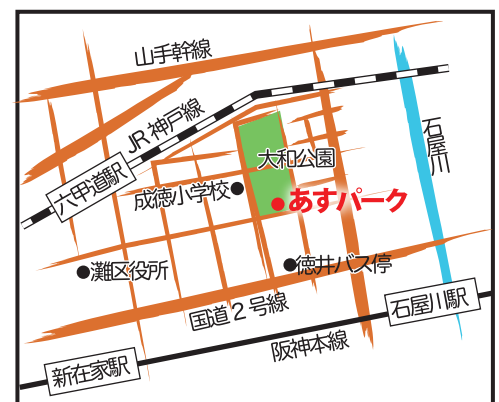 山手幹線
JR神戸線
石屋川
六甲道駅
大和公園
成徳小学校
あすパーク
灘区役所
徳井バス停
国道2号線
石屋川駅
阪神本線
新在家駅